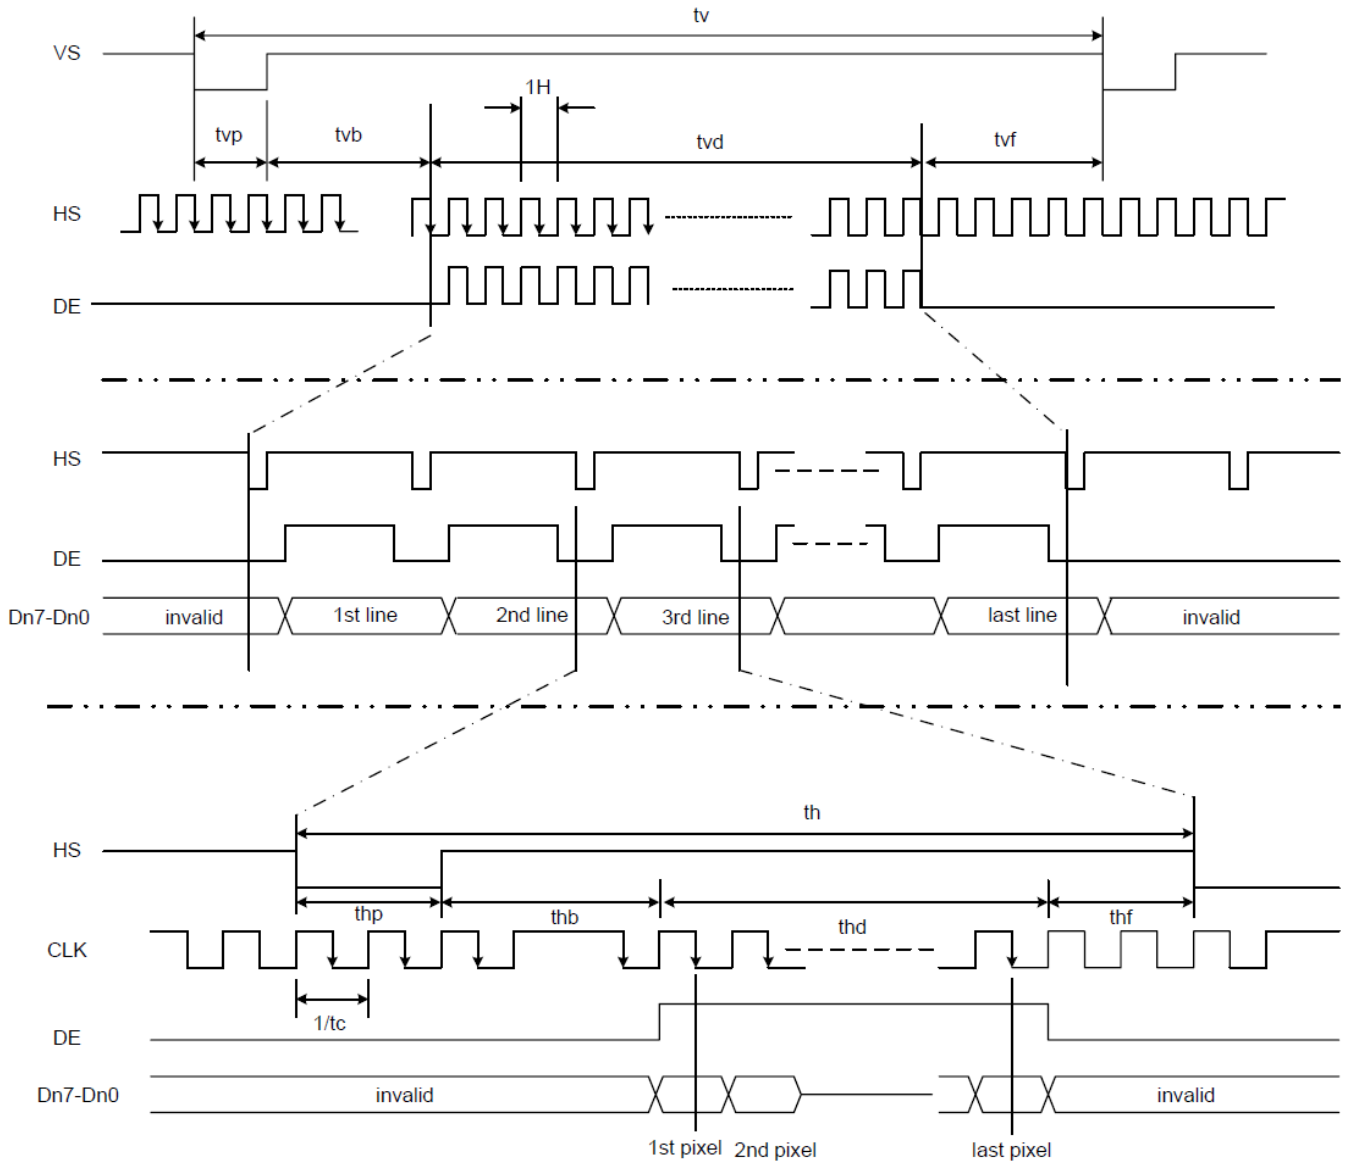 tv
VS
1H
tvp
tvb
tvd
tvf
HS
DE
HS
DE
Dn7-Dn0
invalid
1st line
2nd line
3rd line
last line
invalid
th
HS
thp
thb
thd
thf
CLK
1/tc
DE
Dn7-Dn0
invalid
invalid
1st pixel
2nd pixel
last pixel